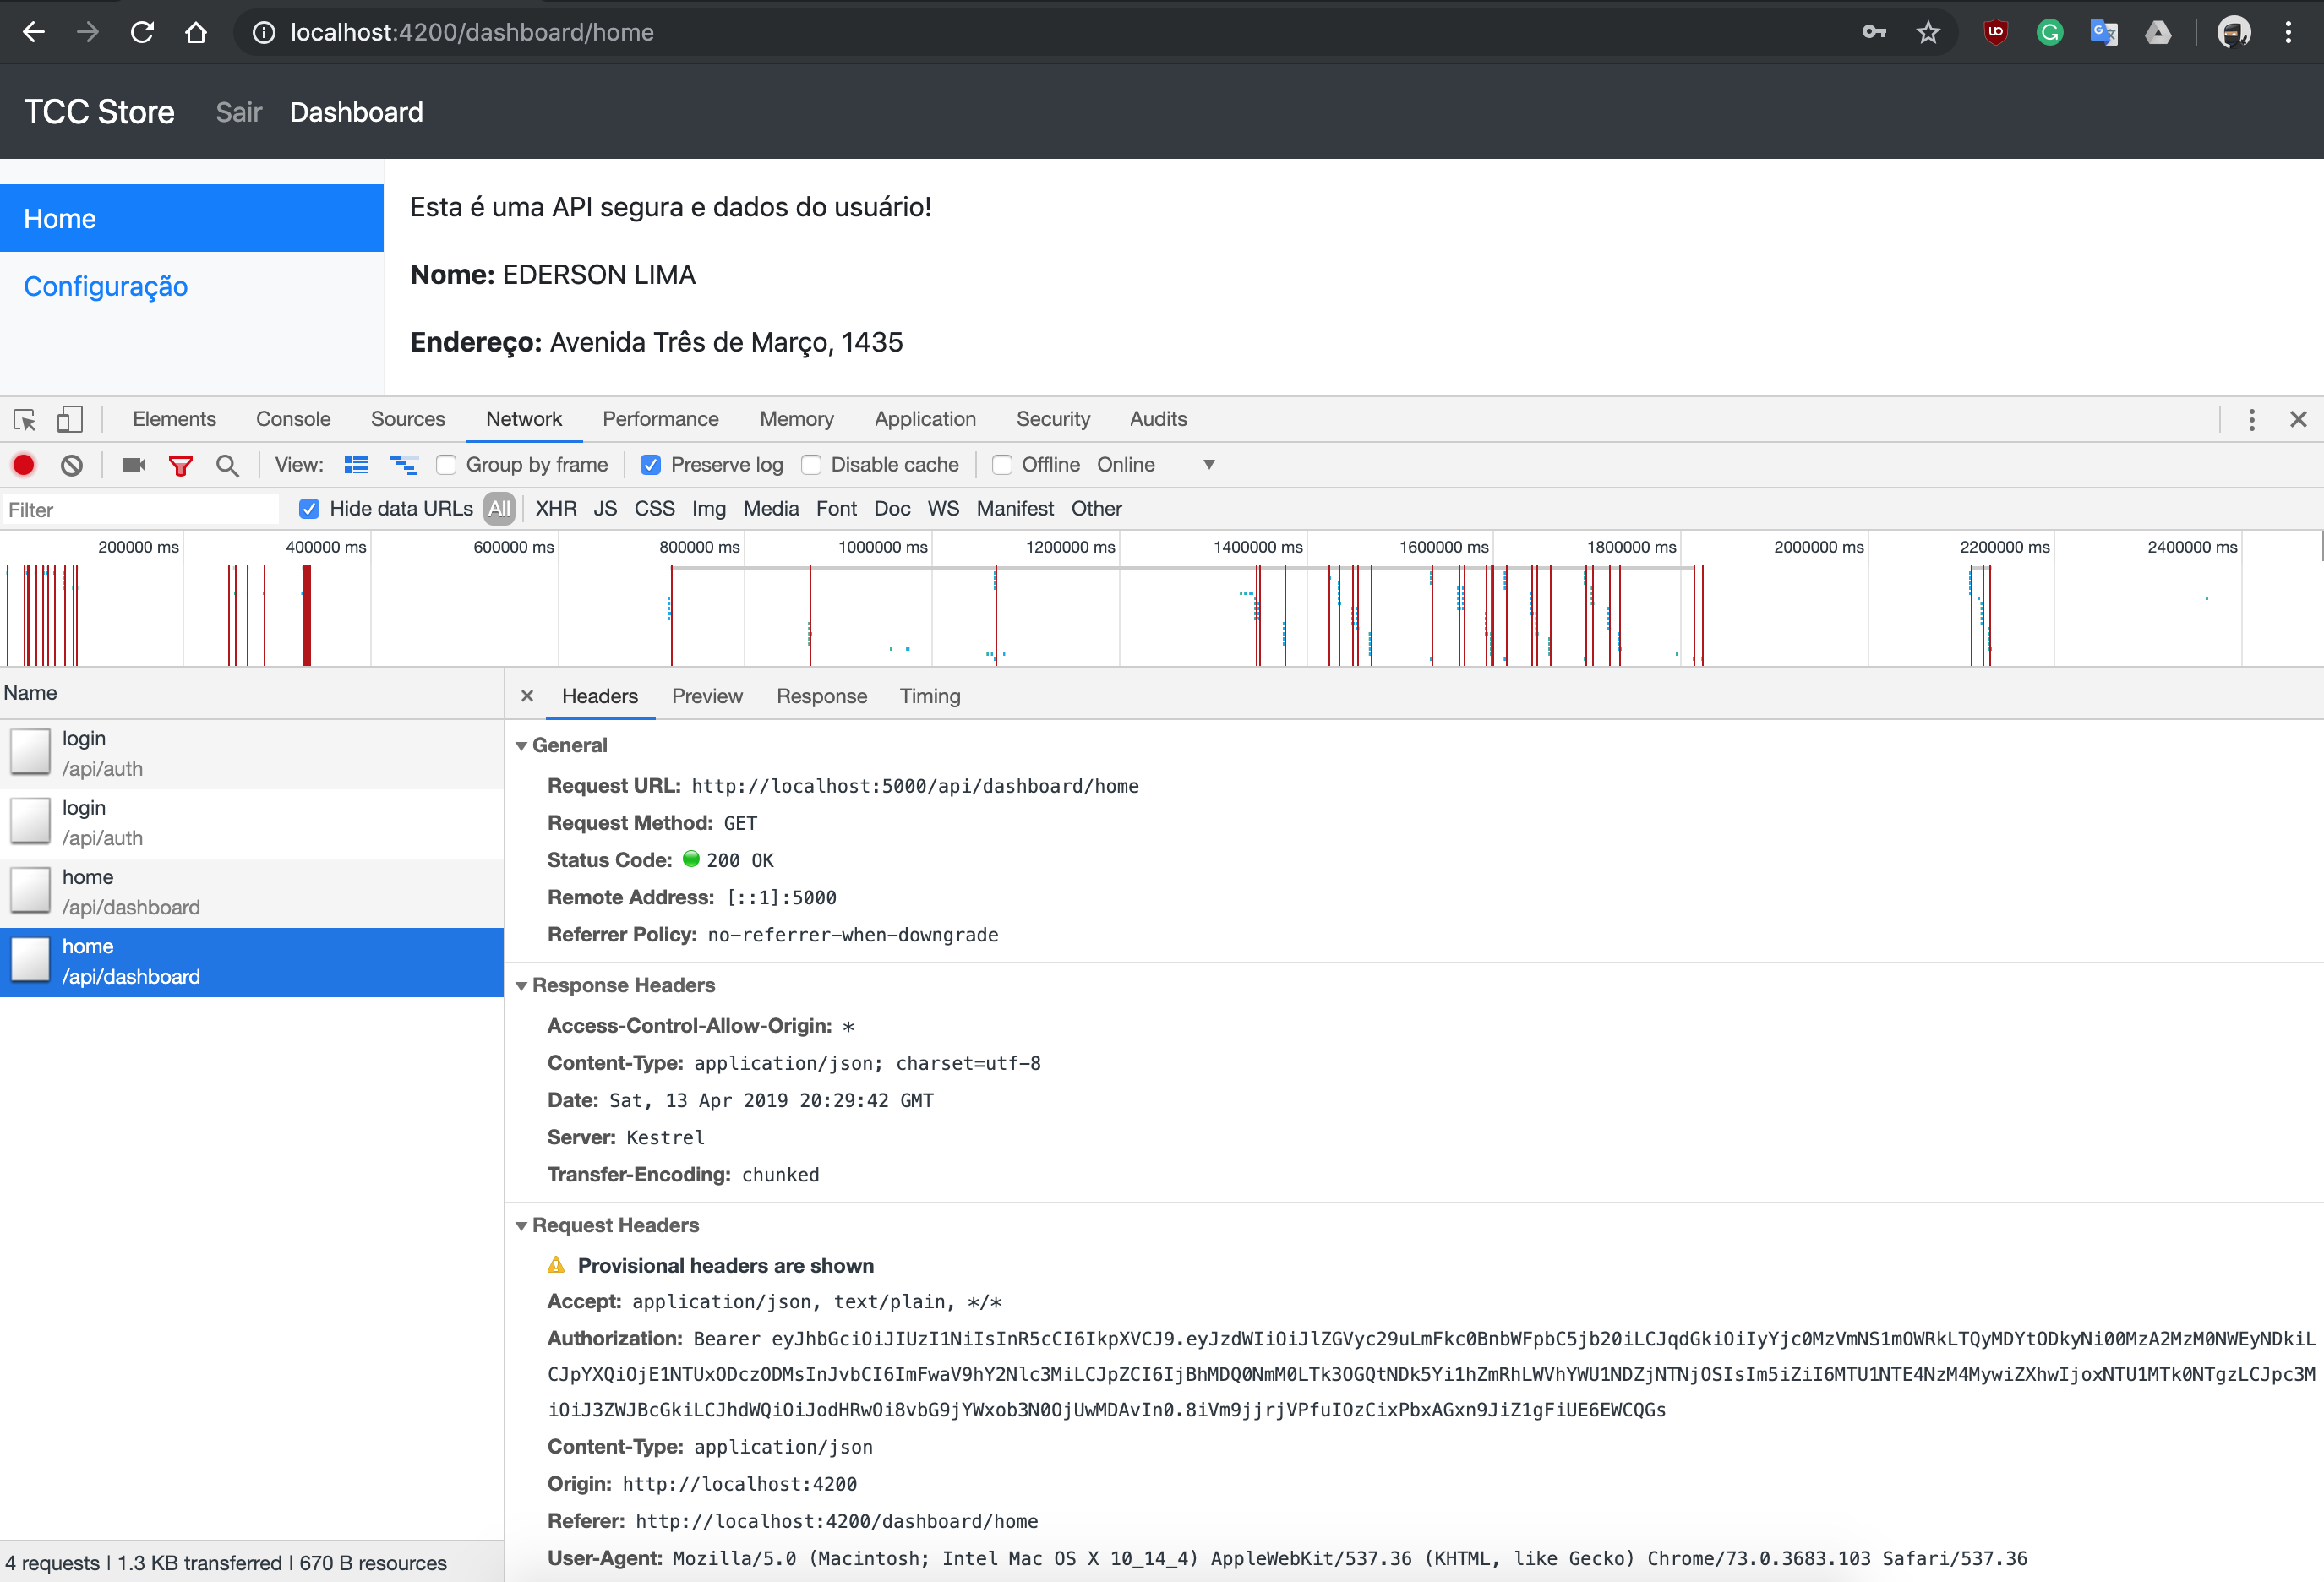 localhost:4200/dashboard/home
TCC Store Sair Dashboard
Home
Configuração
Esta é uma API segura e dados do usuário!
Nome: EDERSON LIMA
Endereço: Avenida Três de Março, 1435
Elements Console Sources Network Performance Memory Application Security Audits
View: Group by frame Preserve log Disable cache Offline Online
Filter Hide data URLs All XHR JS CSS Img Media Font Doc WS Manifest Other
200000 ms 400000 ms 600000 ms 800000 ms 1000000 ms 1200000 ms 1400000 ms 1600000 ms 1800000 ms 2000000 ms 2200000 ms 2400000 ms
Name
login
/api/auth
login
/api/auth
home
/api/dashboard
home
/api/dashboard
4 requests | 1.3 KB transferred | 670 B resources
Headers Preview Response Timing
General
Request URL: http://localhost:5000/api/dashboard/home
Request Method: GET
Status Code: 200 OK
Remote Address: [::1]:5000
Referrer Policy: no-referrer-when-downgrade
Response Headers
Access-Control-Allow-Origin: *
Content-Type: application/json; charset=utf-8
Date: Sat, 13 Apr 2019 20:29:42 GMT
Server: Kestrel
Transfer-Encoding: chunked
Request Headers
Provisional headers are shown
Accept: application/json, text/plain, */*
Authorization: Bearer eyJhbGciOiJIUzI1NiIsInR5cCI6IkpXVCJ9.eyJzdWIiOiJlZGVyc29uLmFkc0BnbWFpbC5jb20iLCJqdGkiOiIyYjc0MzVmNS1mOWRkLTQyMDYtODkyNi00MzA2MzM0NWEyNDkiL
CJpYXQiOjE1NTUxODczODMsInJvbCI6ImFwaV9hY2Nlc3MiLCJpZCI6IjBhMDQ0NmM0LTk3OGQtNDk5Yi1hZmRhLWVhYWU1NDZjNTNjOSIsIm5iZiI6MTU1NTE4NzM4MywiZXhwIjoxNTU1MTk0NTgzLCJpc3M
iOiJ3ZWJBcGkiLCJhdWQiOiJodHRwOi8vbG9jYWxob3N0OjUwMDAvIn0.8iVm9jjrjVPfuIOzCixPbxAGxn9JiZ1gFiUE6EWCQGs
Content-Type: application/json
Origin: http://localhost:4200
Referer: http://localhost:4200/dashboard/home
User-Agent: Mozilla/5.0 (Macintosh; Intel Mac OS X 10_14_4) AppleWebKit/537.36 (KHTML, like Gecko) Chrome/73.0.3683.103 Safari/537.36